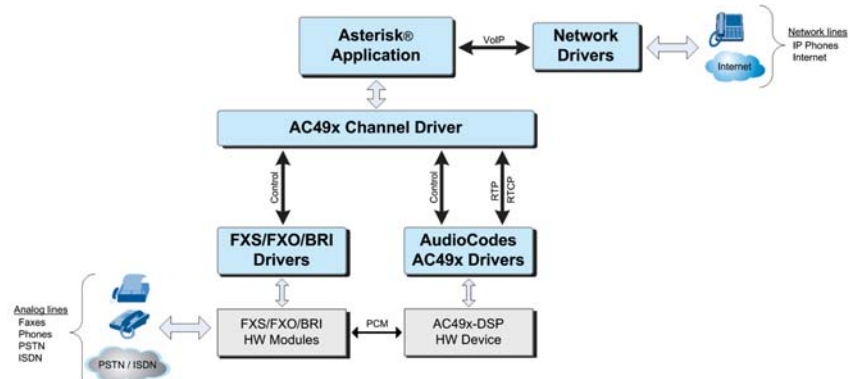 Asterisk®
Application
VoIP
Network
Drivers
Internet
Network lines
IP Phones
Internet
AC49x Channel Driver
Control
Control
RTP
RTCP
FXS/FXO/BRI
Drivers
AudioCodes
AC49x Drivers
Analog lines
Faxes
Phones
PSTN
ISDN
PSTN / ISDN
FXS/FXO/BRI
HW Modules
PCM
AC49x-DSP
HW Device